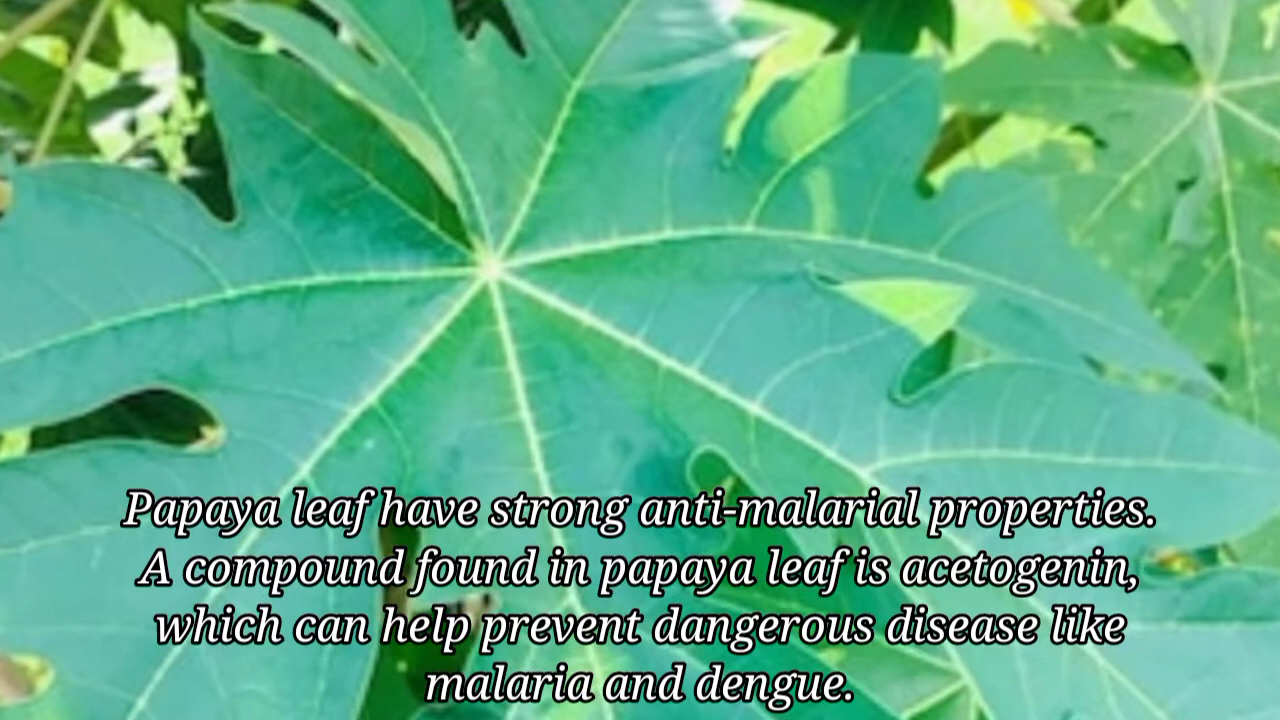 Papaya leaf have strong anti-malarial properties.
A compound found in papaya leaf is acetogenin,
which can help prevent dangerous disease like
malaria and dengue.